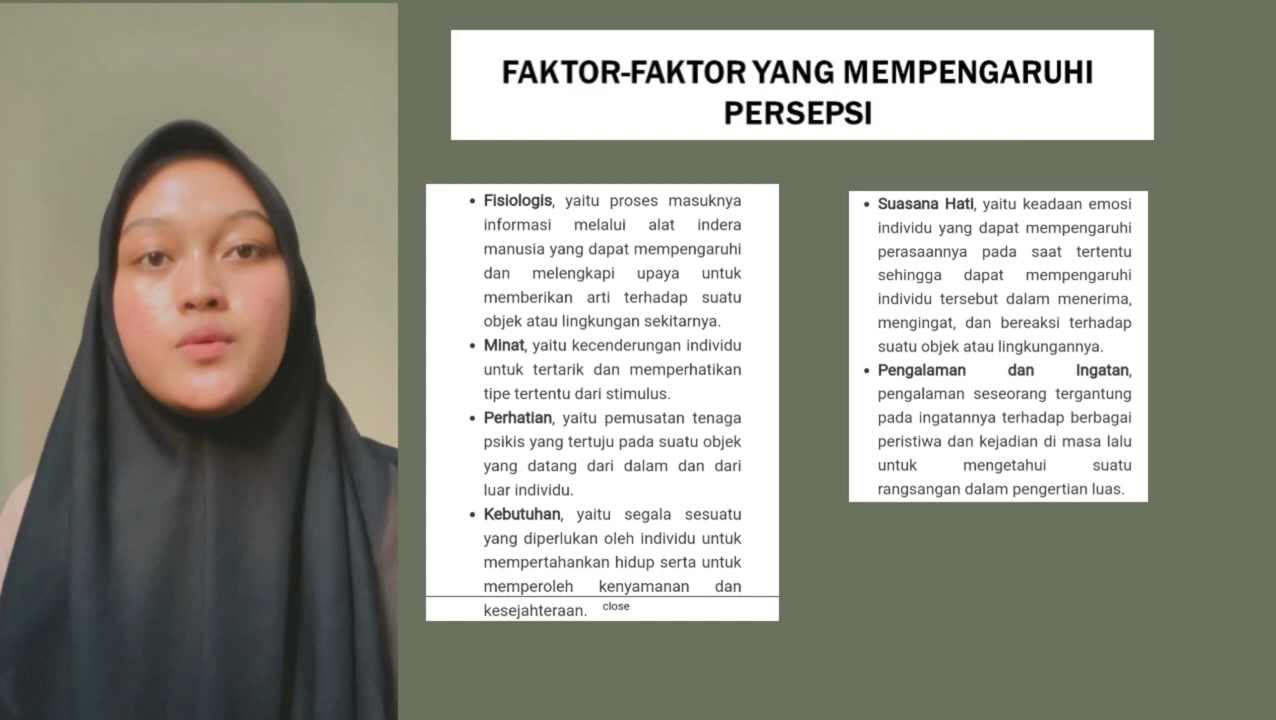 FAKTOR-FAKTOR YANG MEMPENGARUHI
PERSEPSI
• Fisiologis, yaitu proses masuknya
informasi melalui alat indera
manusia yang dapat mempengaruhi
dan melengkapi upaya untuk
memberikan arti terhadap suatu
objek atau lingkungan sekitarnya.
• Minat, yaitu kecenderungan individu
untuk tertarik dan memperhatikan
tipe tertentu dari stimulus.
• Perhatian, yaitu pemusatan tenaga
psikis yang tertuju pada suatu objek
yang datang dari dalam dan dari
luar individu.
• Kebutuhan, yaitu segala sesuatu
yang diperlukan oleh individu untuk
mempertahankan hidup serta untuk
memperoleh kenyamanan dan
kesejahteraan.
close
• Suasana Hati, yaitu keadaan emosi
individu yang dapat mempengaruhi
perasaannya pada saat tertentu
sehingga dapat mempengaruhi
individu tersebut dalam menerima,
mengingat, dan bereaksi terhadap
suatu objek atau lingkungannya.
• Pengalaman dan Ingatan,
pengalaman seseorang tergantung
pada ingatannya terhadap berbagai
peristiwa dan kejadian di masa lalu
untuk mengetahui suatu
rangsangan dalam pengertian luas.